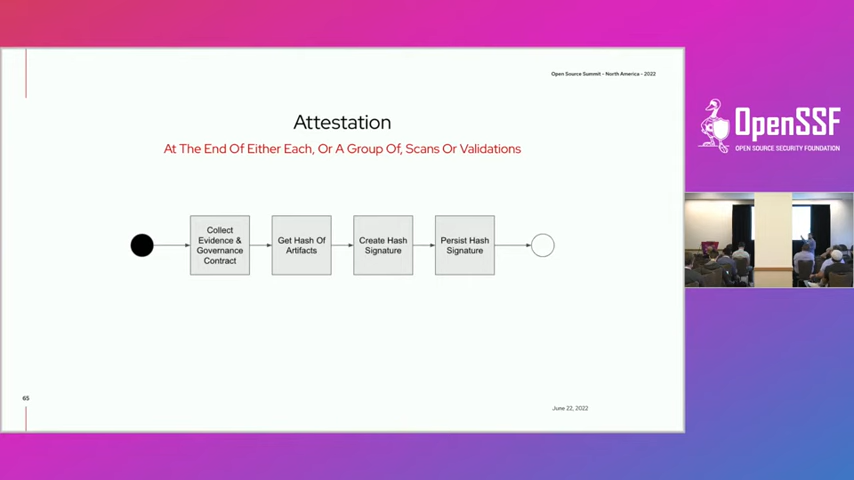 Open Source Summit - North America - 2022
Attestation
At The End Of Either Each, Or A Group Of, Scans Or Validations
Collect
Evidence &
Governance
Contract
Get Hash Of
Artifacts
Create Hash
Signature
Persist Hash
Signature
65
June 22, 2022
OpenSSF
OPEN SOURCE SECURITY FOUNDATION